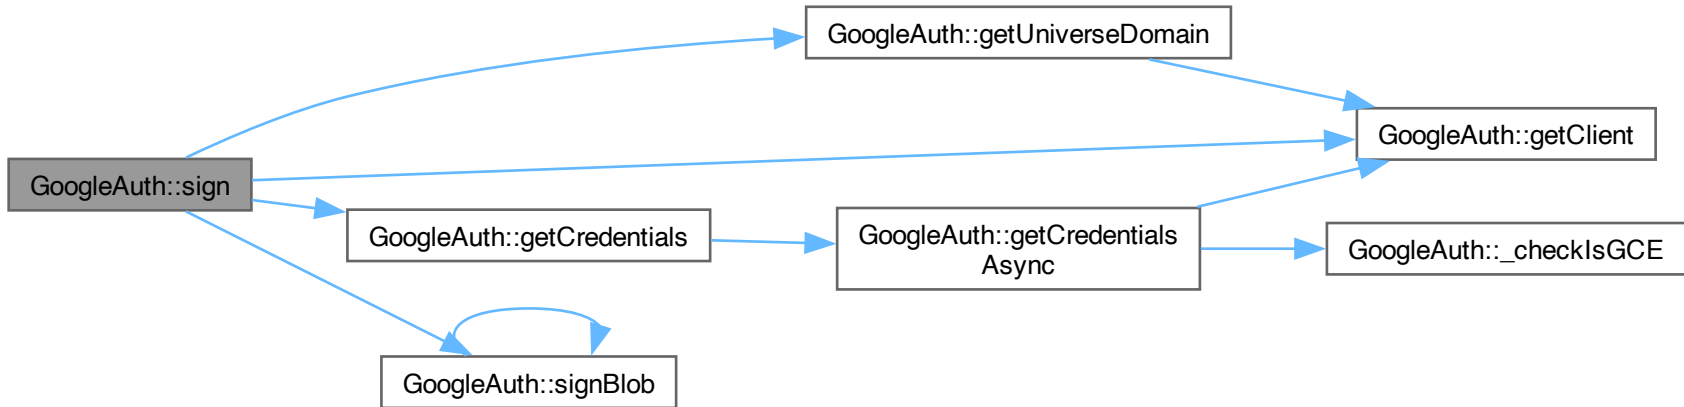 GoogleAuth::getUniverseDomain
GoogleAuth::getClient
GoogleAuth::sign
GoogleAuth::getCredentials
GoogleAuth::getCredentials
Async
GoogleAuth::_checkIsGCE
GoogleAuth::signBlob